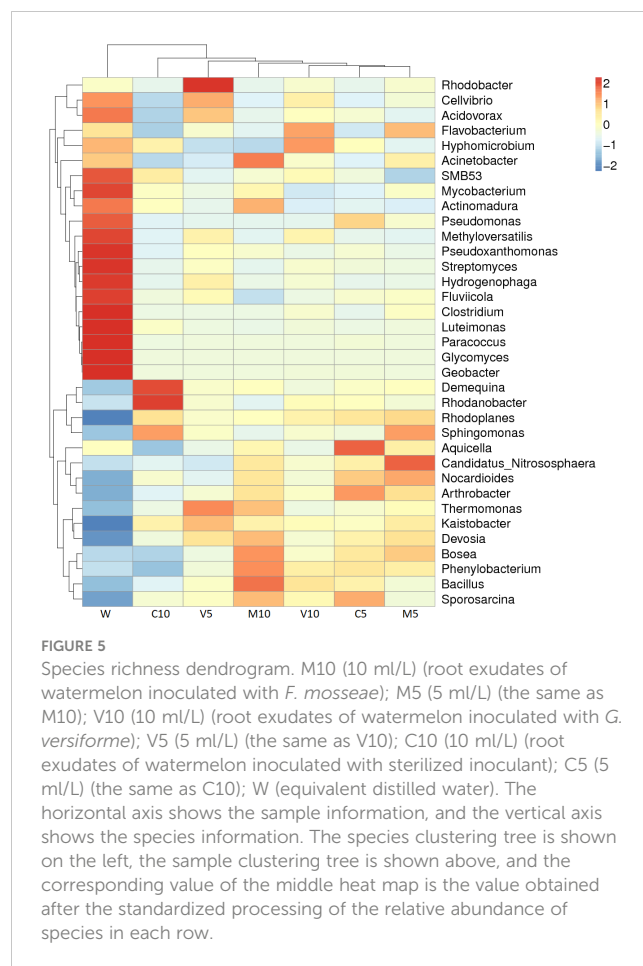 Rhodobacter
Cellvibrio
Acidovorax
Flavobacterium
Hyphomicrobium
Acinetobacter
SMB53
Mycobacterium
Actinomadura
Pseudomonas
Methyloversatilis
Pseudoxanthomonas
Streptomyces
Hydrogenophaga
Fluviicola
Clostridium
Luteimonas
Paracoccus
Glycomyces
Geobacter
Demequina
Rhodanobacter
Rhodoplanes
Sphingomonas
Aquicella
Candidatus_Nitrososphaera
Nocardioides
Arthrobacter
Thermomonas
Kaistobacter
Devosia
Bosea
Phenylobacterium
Bacillus
Sporosarcina
2
1
0
−1
−2
W C10 V5 M10 V10 C5 M5
FIGURE 5
Species richness dendrogram. M10 (10 ml/L) (root exudates of
watermelon inoculated with F. mosseae); M5 (5 ml/L) (the same as
M10); V10 (10 ml/L) (root exudates of watermelon inoculated with G.
versiforme); V5 (5 ml/L) (the same as V10); C10 (10 ml/L) (root
exudates of watermelon inoculated with sterilized inoculant); C5 (5
ml/L) (the same as C10); W (equivalent distilled water). The
horizontal axis shows the sample information, and the vertical axis
shows the species information. The species clustering tree is shown
on the left, the sample clustering tree is shown above, and the
corresponding value of the middle heat map is the value obtained
after the standardized processing of the relative abundance of
species in each row.